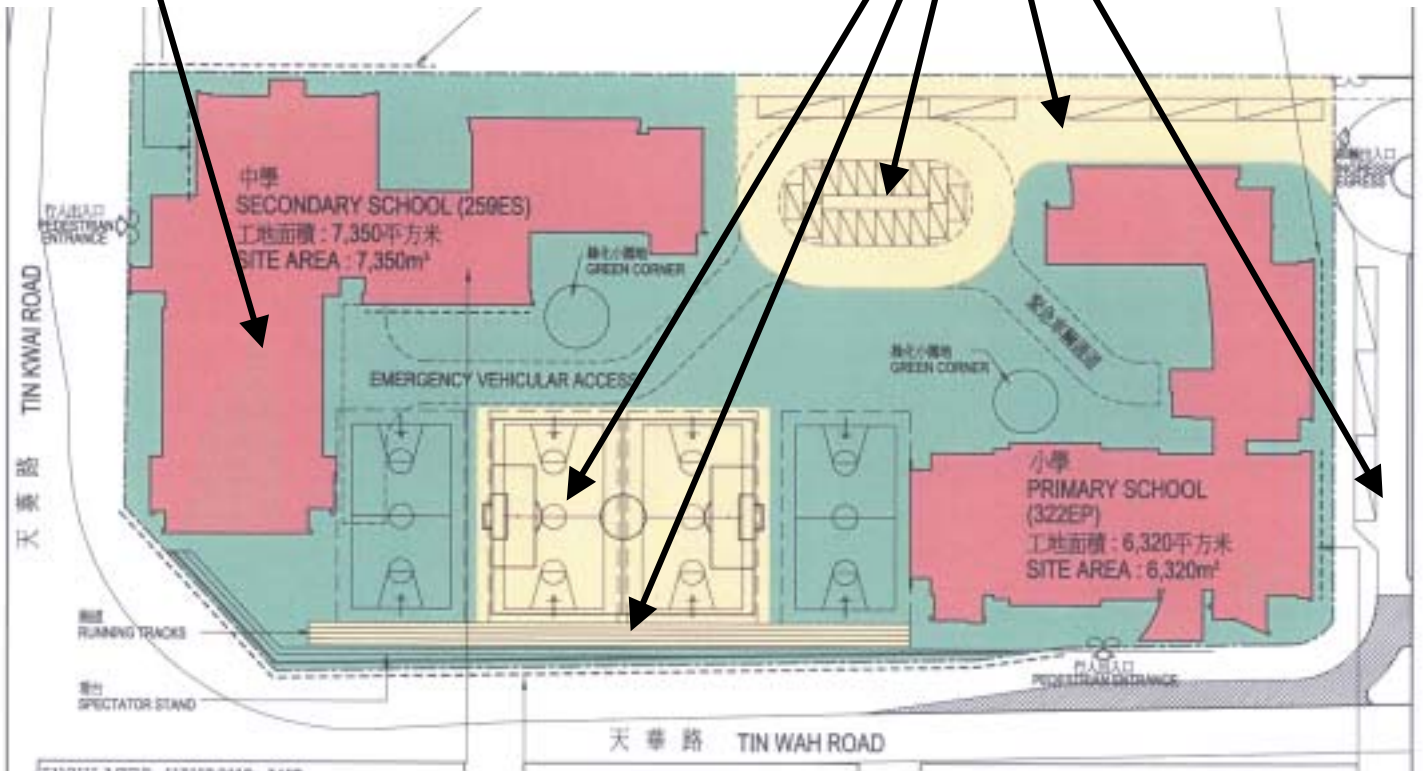 中學
SECONDARY SCHOOL (259ES)
工地面積 : 7,350平方米
SITE AREA : 7,350m²
行人出入口
PEDESTRIAN
ENTRANCE
綠化小園地
GREEN CORNER
EGRESS
緊急車輛通道
綠化小園地
GREEN CORNER
EMERGENCY VEHICULAR ACCESS
TIN KWAI ROAD
天葵路
小學
PRIMARY SCHOOL
(322EP)
工地面積 : 6,320平方米
SITE AREA : 6,320m²
跑道
RUNNING TRACKS
看台
SPECTATOR STAND
行人出入口
PEDESTRIAN ENTRANCE
天華路 TIN WAH ROAD